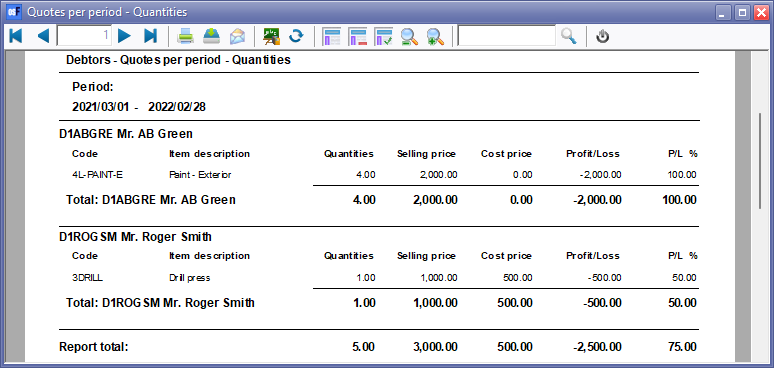 Quotes per period - Quantities
1
Debtors - Quotes per period - Quantities
Period:
2021/03/01 - 2022/02/28
D1ABGRE Mr. AB Green
Code Item description Quantities Selling price Cost price Profit/Loss P/L %
4L-PAINT-E Paint - Exterior 4.00 2,000.00 0.00 -2,000.00 100.00
Total: D1ABGRE Mr. AB Green 4.00 2,000.00 0.00 -2,000.00 100.00
D1ROGSM Mr. Roger Smith
Code Item description Quantities Selling price Cost price Profit/Loss P/L %
3DRILL Drill press 1.00 1,000.00 500.00 -500.00 50.00
Total: D1ROGSM Mr. Roger Smith 1.00 1,000.00 500.00 -500.00 50.00
Report total: 5.00 3,000.00 500.00 -2,500.00 75.00